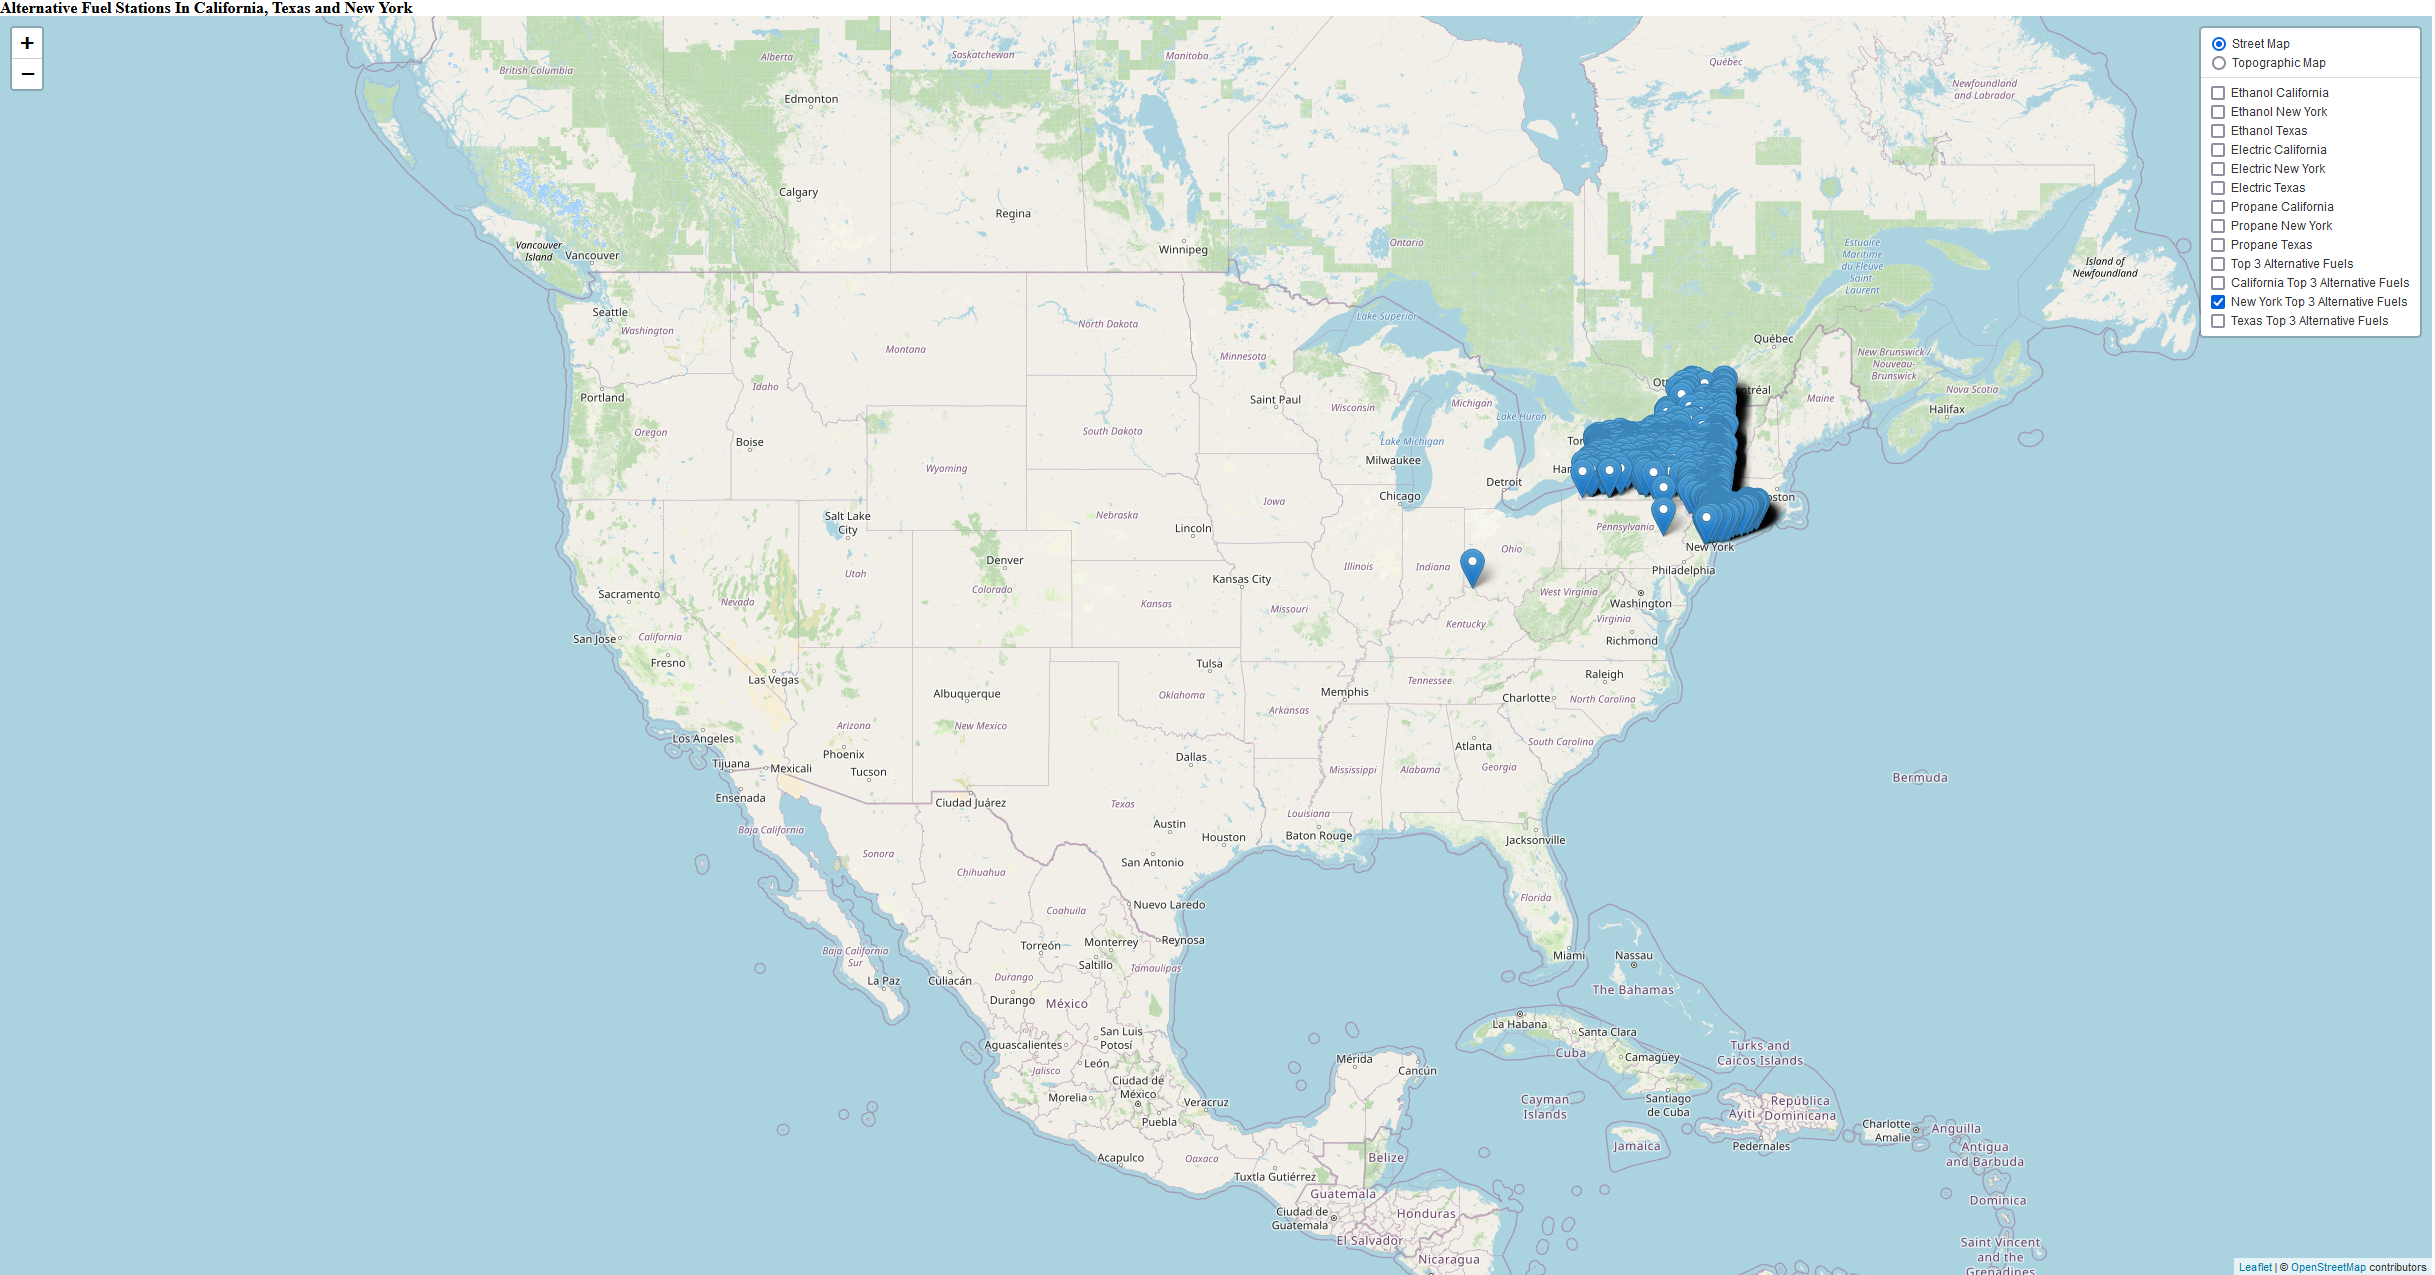 Alternative Fuel Stations In California, Texas and New York
+
−
Street Map
Topographic Map
Ethanol California
Ethanol New York
Ethanol Texas
Electric California
Electric New York
Electric Texas
Propane California
Propane New York
Propane Texas
Top 3 Alternative Fuels
California Top 3 Alternative Fuels
New York Top 3 Alternative Fuels
Texas Top 3 Alternative Fuels
British Columbia
Alberta
Saskatchewan
Manitoba
Québec
Newfoundland
and Labrador
Edmonton
Calgary
Regina
Winnipeg
Ontario
Vancouver
Island
Vancouver
Estuaire
Maritime
du Fleuve
Saint-
Laurent
Island of
Newfoundland
Seattle
Washington
North Dakota
Lake Superior
Québec
Montana
Minnesota
New Brunswick /
Nouveau-
Brunswick
Nova Scotia
Idaho
Portland
Saint Paul
Wisconsin
Michigan
Lake Huron
Ott
ntréal
Maine
Halifax
Oregon
Boise
South Dakota
Lake Michigan
Tor
Wyoming
Milwaukee
Har
Detroit
Chicago
oston
Salt Lake
City
Nebraska
Iowa
Lincoln
Pennsylvania
New York
Ohio
Denver
Utah
Colorado
Kansas City
Illinois
Indiana
Philadelphia
Sacramento
Nevada
Kansas
Missouri
West Virginia
Washington
Virginia
San Jose
California
Kentucky
Richmond
Fresno
Las Vegas
Tulsa
Albuquerque
Oklahoma
Memphis
Tennessee
Raleigh
Charlotte
North Carolina
Arkansas
Arizona
New Mexico
Los Angeles
Phoenix
Tucson
Tijuana
Mexicali
Dallas
Atlanta
South Carolina
Mississippi
Alabama
Georgia
Bermuda
Ensenada
Ciudad Juárez
Texas
Louisiana
Baja California
Austin
Houston
Baton Rouge
Jacksonville
Sonora
San Antonio
Chihuahua
Florida
Coahuila
Nuevo Laredo
Torreón
Monterrey
Reynosa
Baja California
Sur
Saltillo
Tamaulipas
Miami
Nassau
La Paz
Culiacán
Durango
Durango
México
The Bahamas
San Luis
Potosí
La Habana
Santa Clara
Aguascalientes
Cuba
Camagüey
Turks and
Caicos Islands
León
Jalisco
Mérida
Cancún
Ciudad de
México
Morelia
Veracruz
Puebla
Cayman
Islands
Santiago
de Cuba
Ayiti
República
Dominicana
Charlotte
Amalie
Anguilla
Jamaica
Pedernales
Antigua
and Barbuda
Acapulco
Oaxaca
Belize
Tuxtla Gutiérrez
Guatemala
Dominica
Ciudad de
Guatemala
Honduras
El Salvador
Nicaragua
Saint Vincent
and the
Grenadines
Leaflet | © OpenStreetMap contributors